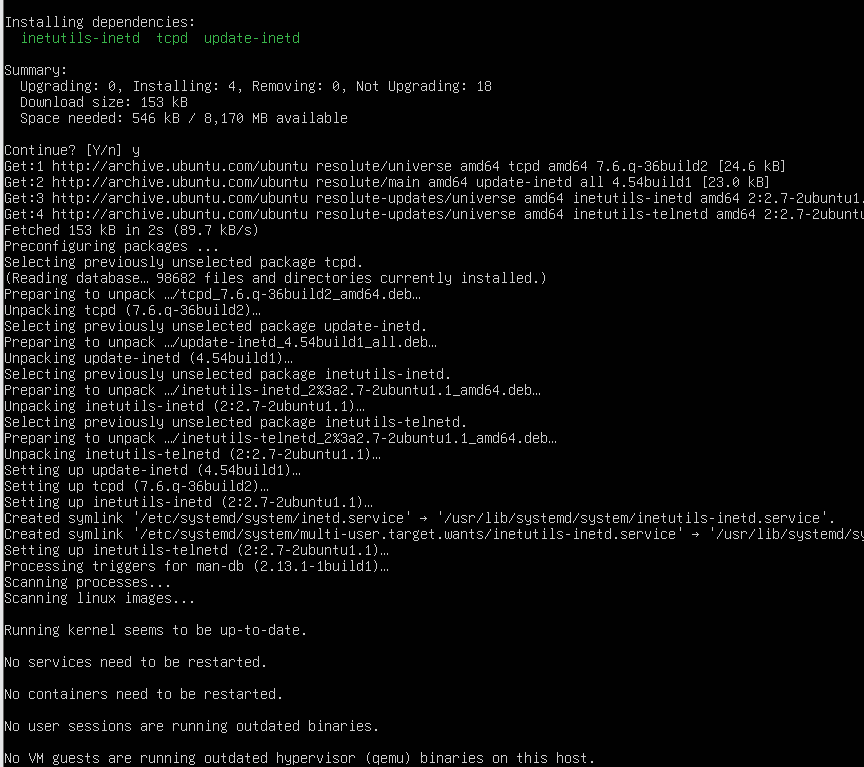 Installing dependencies:
  inetutils-inetd  tcpd  update-inetd
Summary:
  Upgrading: 0, Installing: 4, Removing: 0, Not Upgrading: 18
  Download size: 153 kB
  Space needed: 546 kB / 8,170 MB available
Continue? [Y/n] y
Get:1 http://archive.ubuntu.com/ubuntu resolute/universe amd64 tcpd amd64 7.6.q-36build2 [24.6 kB]
Get:2 http://archive.ubuntu.com/ubuntu resolute/main amd64 update-inetd all 4.54build1 [23.0 kB]
Get:3 http://archive.ubuntu.com/ubuntu resolute-updates/universe amd64 inetutils-inetd amd64 2:2.7-2ubuntu1.
Get:4 http://archive.ubuntu.com/ubuntu resolute-updates/universe amd64 inetutils-telnetd amd64 2:2.7-2ubuntu
Fetched 153 kB in 2s (89.7 kB/s)
Preconfiguring packages ...
Selecting previously unselected package tcpd.
(Reading database… 98682 files and directories currently installed.)
Preparing to unpack …/tcpd_7.6.q-36build2_amd64.deb…
Unpacking tcpd (7.6.q-36build2)…
Selecting previously unselected package update-inetd.
Preparing to unpack …/update-inetd_4.54build1_all.deb…
Unpacking update-inetd (4.54build1)…
Selecting previously unselected package inetutils-inetd.
Preparing to unpack …/inetutils-inetd_2%3a2.7-2ubuntu1.1_amd64.deb…
Unpacking inetutils-inetd (2:2.7-2ubuntu1.1)…
Selecting previously unselected package inetutils-telnetd.
Preparing to unpack …/inetutils-telnetd_2%3a2.7-2ubuntu1.1_amd64.deb…
Unpacking inetutils-telnetd (2:2.7-2ubuntu1.1)…
Setting up update-inetd (4.54build1)…
Setting up tcpd (7.6.q-36build2)…
Setting up inetutils-inetd (2:2.7-2ubuntu1.1)…
Created symlink '/etc/systemd/system/inetd.service' → '/usr/lib/systemd/system/inetutils-inetd.service'.
Created symlink '/etc/systemd/system/multi-user.target.wants/inetutils-inetd.service' → '/usr/lib/systemd/sy
Setting up inetutils-telnetd (2:2.7-2ubuntu1.1)…
Processing triggers for man-db (2.13.1-1build1)…
Scanning processes...
Scanning linux images...
Running kernel seems to be up-to-date.
No services need to be restarted.
No containers need to be restarted.
No user sessions are running outdated binaries.
No VM guests are running outdated hypervisor (qemu) binaries on this host.